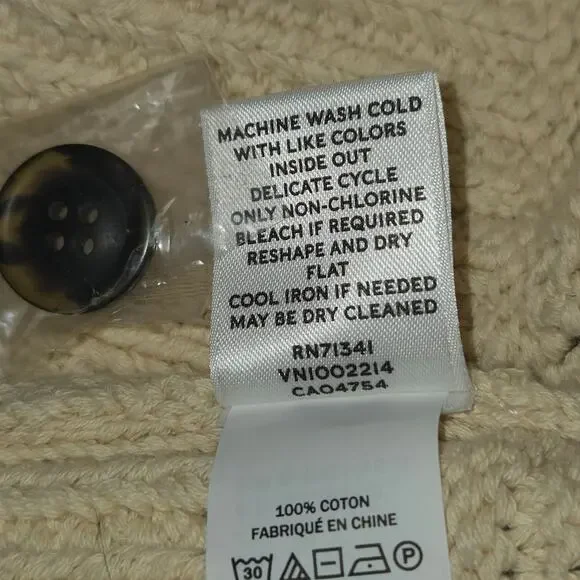 MACHINE WASH COLD
WITH LIKE COLORS
INSIDE OUT
DELICATE CYCLE
ONLY NON-CHLORINE
BLEACH IF REQUIRED
RESHAPE AND DRY
FLAT
COOL IRON IF NEEDED
MAY BE DRY CLEANED
RN71341
VN1002214
CA04754
100% COTON
FABRIQUÉ EN CHINE
30 P